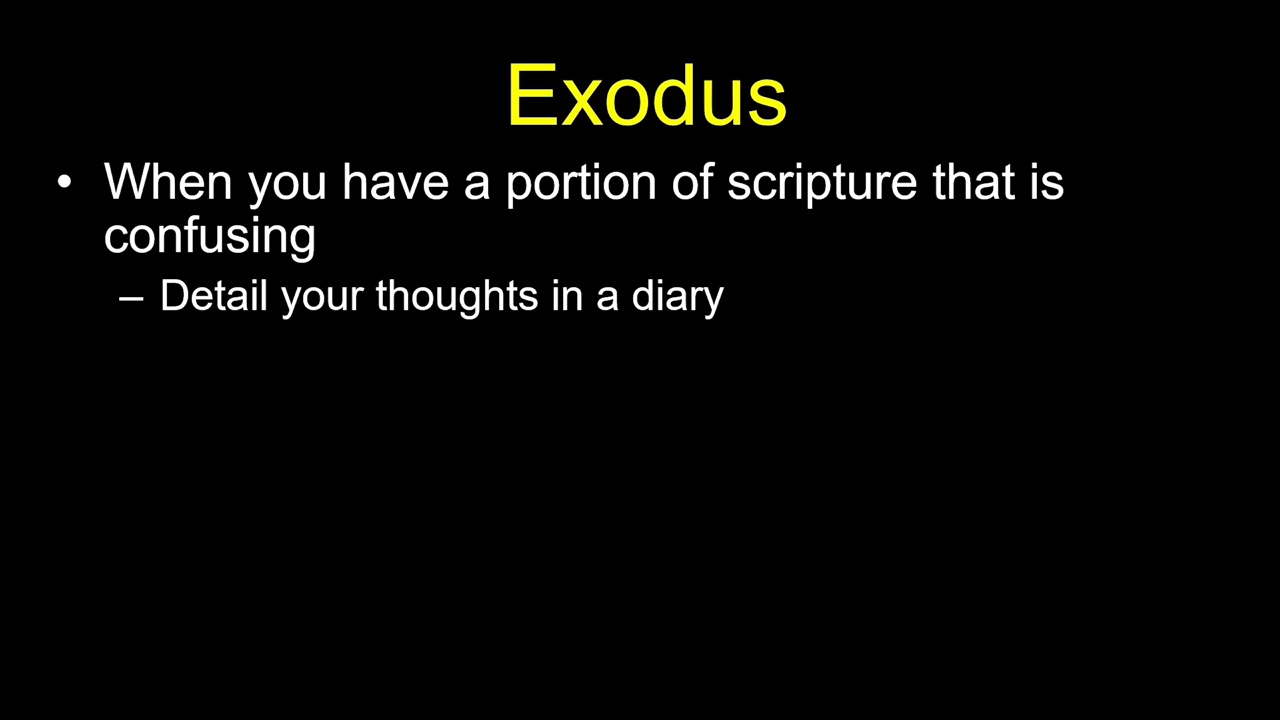 Exodus
• When you have a portion of scripture that is
confusing
– Detail your thoughts in a diary